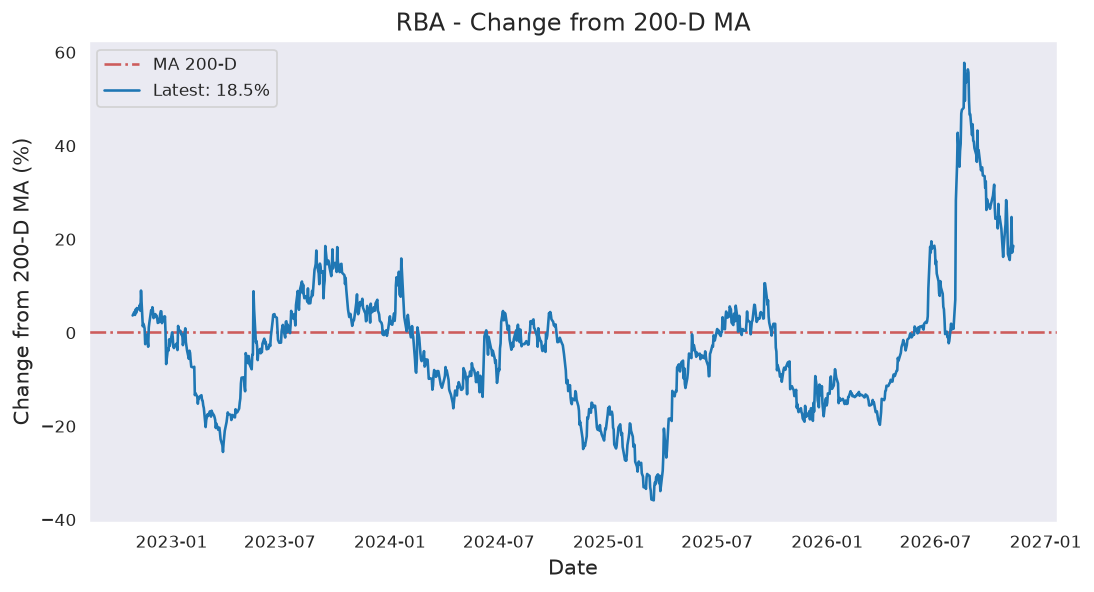 RBA - Change from 200-D MA
MA 200-D
Latest: 18.5%
Change from 200-D MA (%)
60
40
20
0
−20
−40
2023-01 2023-07 2024-01 2024-07 2025-01 2025-07 2026-01 2026-07 2027-01
Date